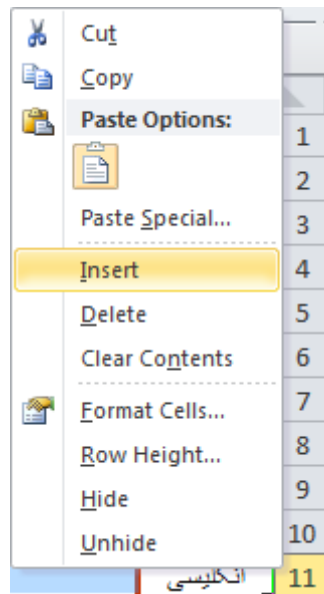 Cut
Copy
Paste Options:
Paste Special...
Insert
Delete
Clear Contents
Format Cells...
Row Height...
Hide
Unhide
1
2
3
4
5
6
7
8
9
10
انگلیسی 11